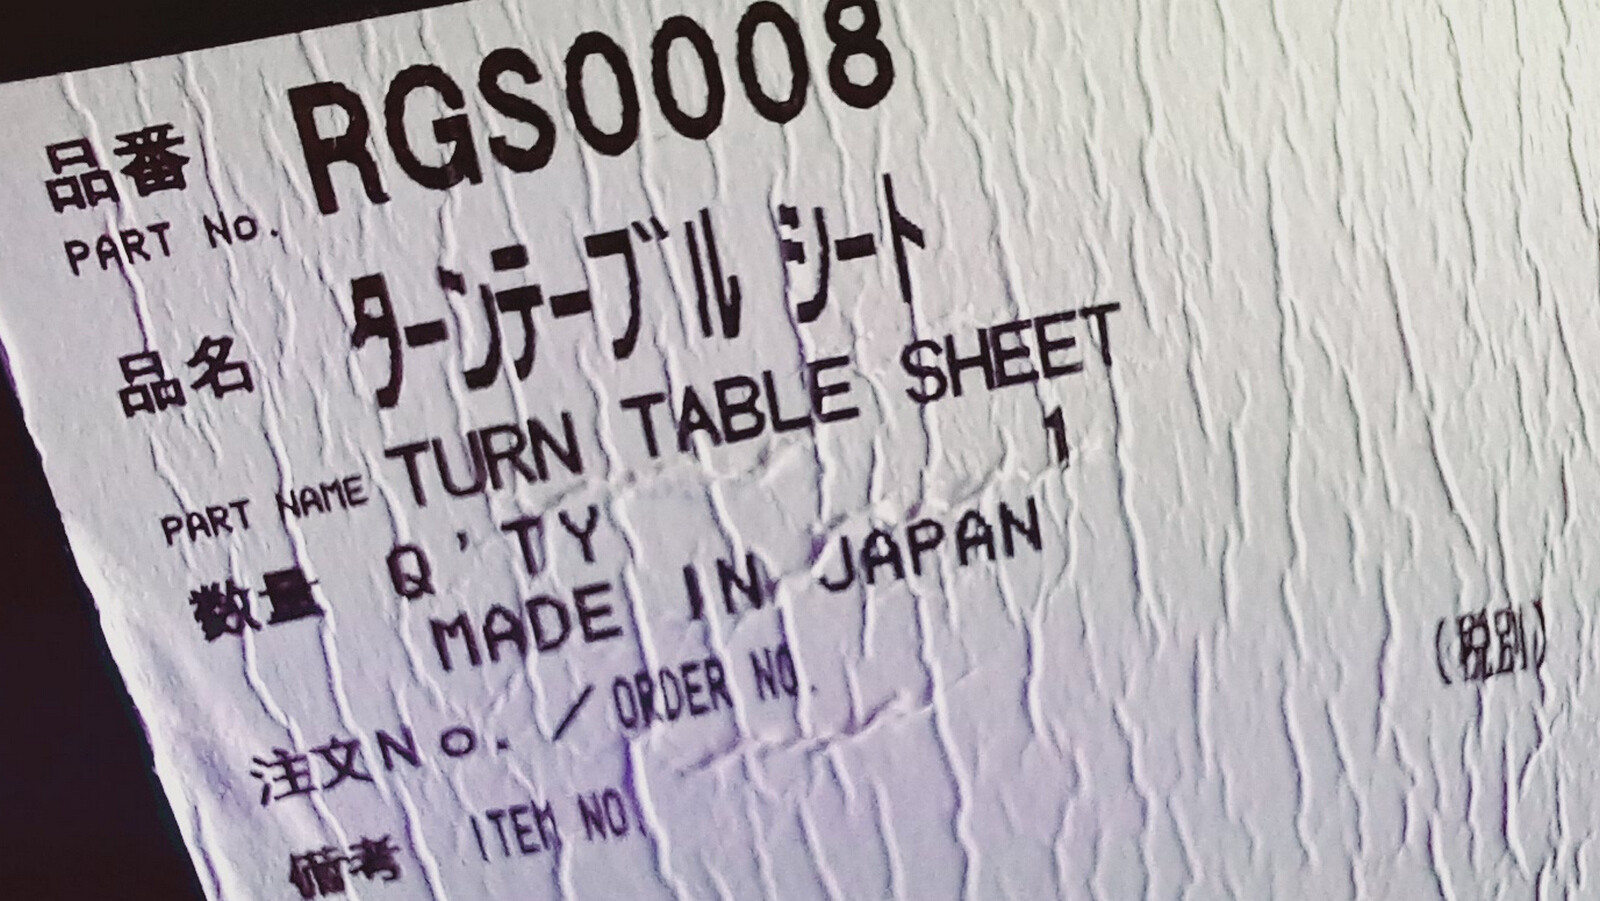 品番 RGS0008
PART No.
品名 ターンテーブル シート
PART NAME TURN TABLE SHEET
数量 Q'TY 1
MADE IN JAPAN
(税別)
注文No. / ORDER NO.
備考 ITEM NO.